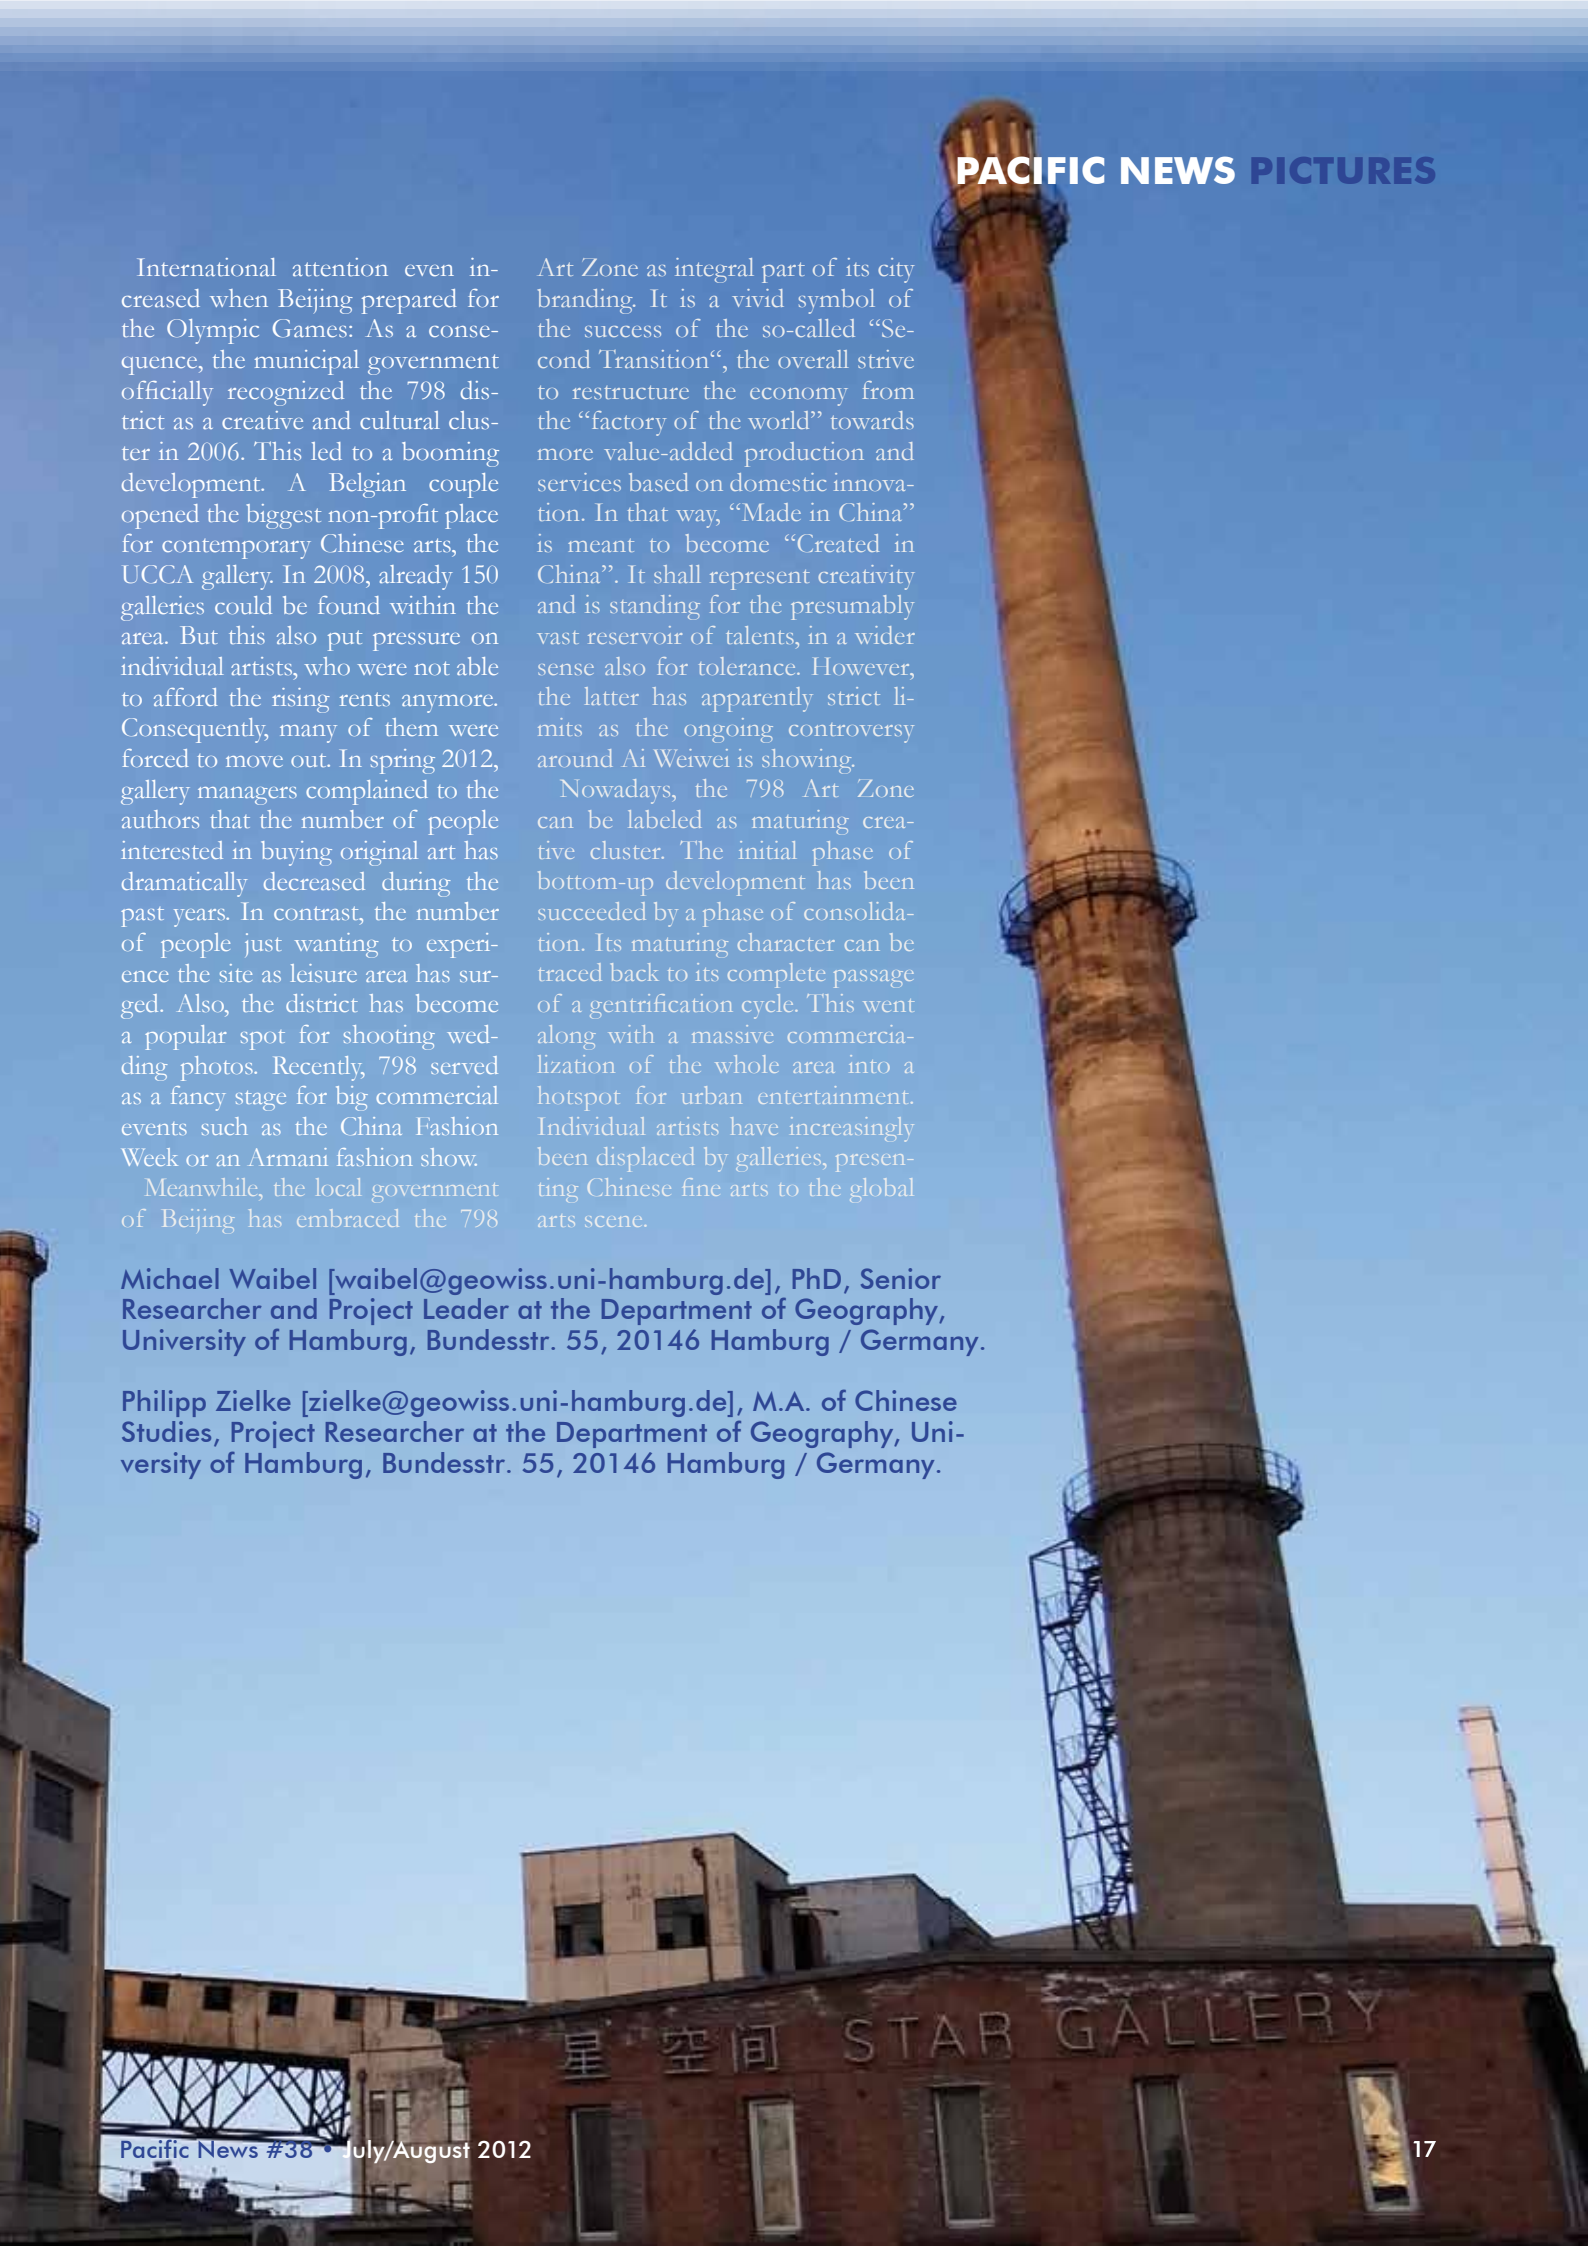 PACIFIC NEWS PICTURES
International attention even in-
creased when Beijing prepared for
the Olympic Games: As a conse-
quence, the municipal government
officially recognized the 798 dis-
trict as a creative and cultural clus-
ter in 2006. This led to a booming
development. A Belgian couple
opened the biggest non-profit place
for contemporary Chinese arts, the
UCCA gallery. In 2008, already 150
galleries could be found within the
area. But this also put pressure on
individual artists, who were not able
to afford the rising rents anymore.
Consequently, many of them were
forced to move out. In spring 2012,
gallery managers complained to the
authors that the number of people
interested in buying original art has
dramatically decreased during the
past years. In contrast, the number
of people just wanting to experi-
ence the site as leisure area has sur-
ged. Also, the district has become
a popular spot for shooting wed-
ding photos. Recently, 798 served
as a fancy stage for big commercial
events such as the China Fashion
Week or an Armani fashion show.
Meanwhile, the local government
of Beijing has embraced the 798
Art Zone as integral part of its city
branding. It is a vivid symbol of
the success of the so-called “Se-
cond Transition“, the overall strive
to restructure the economy from
the “factory of the world” towards
more value-added production and
services based on domestic innova-
tion. In that way, “Made in China”
is meant to become “Created in
China”. It shall represent creativity
and is standing for the presumably
vast reservoir of talents, in a wider
sense also for tolerance. However,
the latter has apparently strict li-
mits as the ongoing controversy
around Ai Weiwei is showing.
Nowadays, the 798 Art Zone
can be labeled as maturing crea-
tive cluster. The initial phase of
bottom-up development has been
succeeded by a phase of consolida-
tion. Its maturing character can be
traced back to its complete passage
of a gentrification cycle. This went
along with a massive commercia-
lization of the whole area into a
hotspot for urban entertainment.
Individual artists have increasingly
been displaced by galleries, presen-
ting Chinese fine arts to the global
arts scene.
Michael Waibel [waibel@geowiss.uni-hamburg.de], PhD, Senior
Researcher and Project Leader at the Department of Geography,
University of Hamburg, Bundesstr. 55, 20146 Hamburg / Germany.
Philipp Zielke [zielke@geowiss.uni-hamburg.de], M.A. of Chinese
Studies, Project Researcher at the Department of Geography, Uni-
versity of Hamburg, Bundesstr. 55, 20146 Hamburg / Germany.
星空间 STAR GALLERY
Pacific News #38 • July/August 2012
17